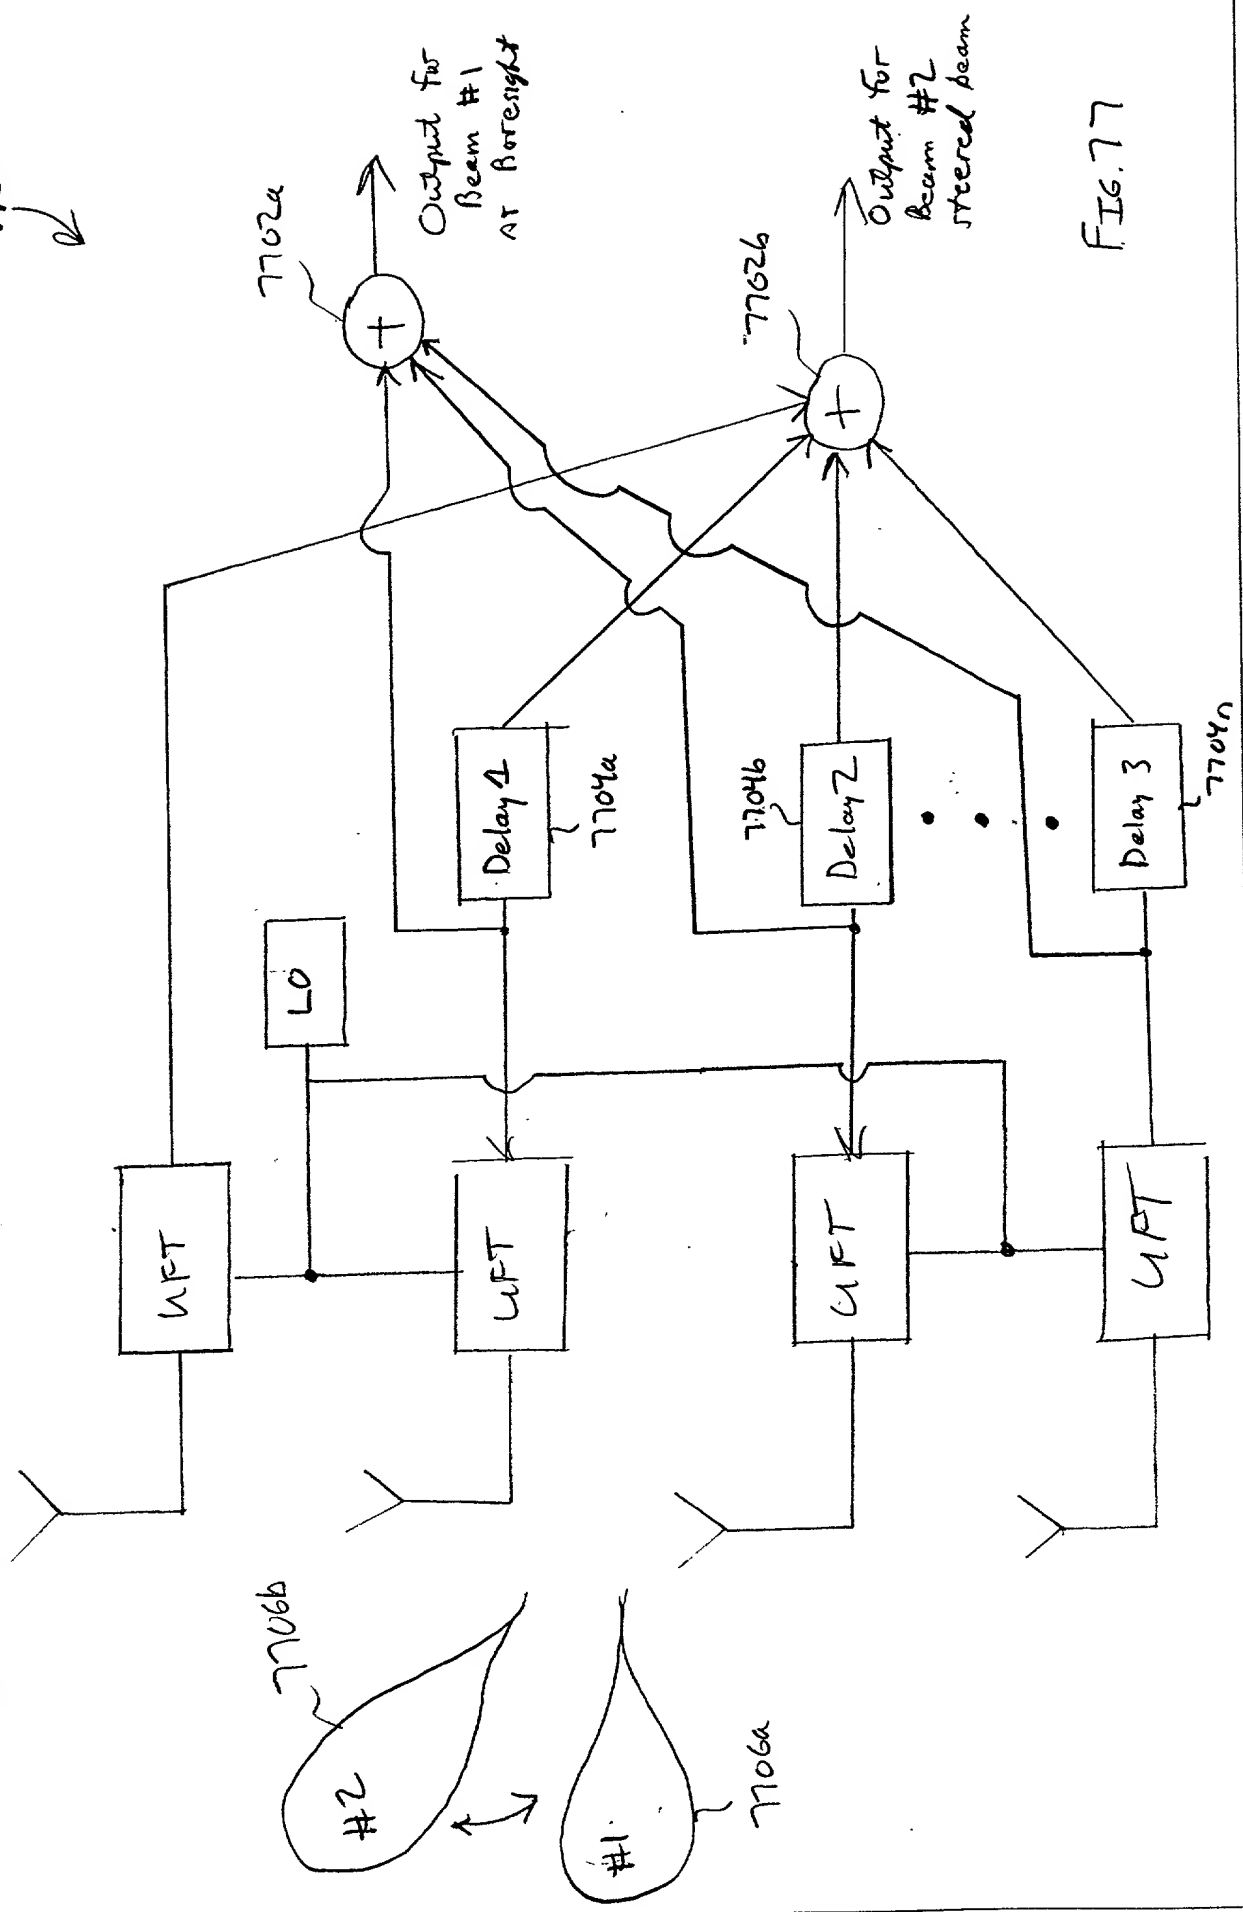 7706b
#2
#1
7706a
UFT
UFT
UFT
UFT
LO
Delay 1
7704a
Delay 2
7704b
Delay 3
7704n
7702a
7702b
Output for
Beam #1
at Boresight
Output for
Beam #2
steered beam
FIG. 77